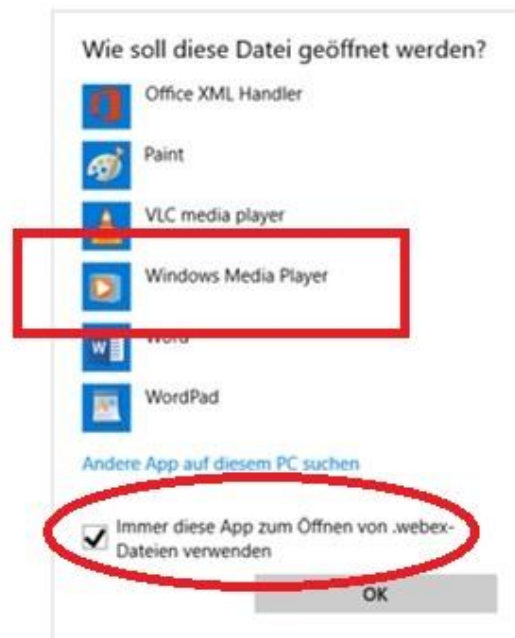 Wie soll diese Datei geöffnet werden?
Office XML Handler
Paint
VLC media player
Windows Media Player
Word
WordPad
Andere App auf diesem PC suchen
Immer diese App zum Öffnen von .webex-
Dateien verwenden
OK